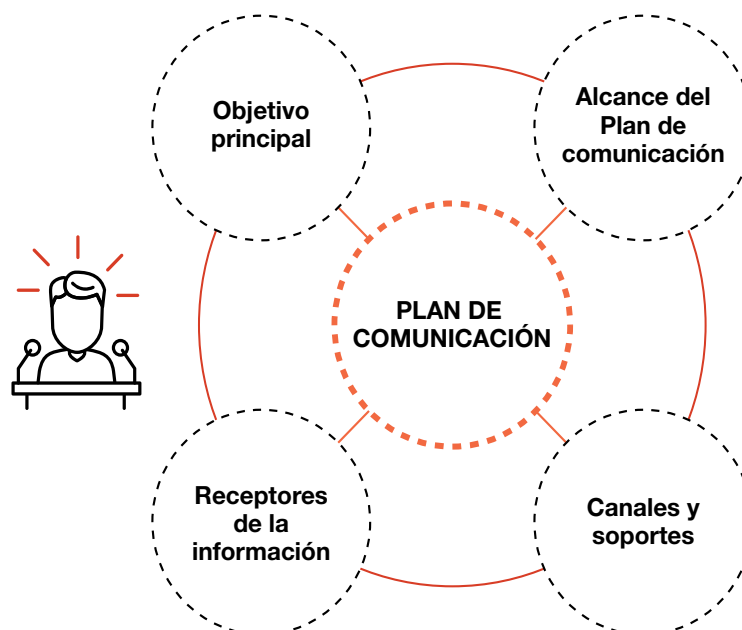 Objetivo
principal
Alcance del
Plan de
comunicación
PLAN DE
COMUNICACIÓN
Receptores
de la
información
Canales y
soportes